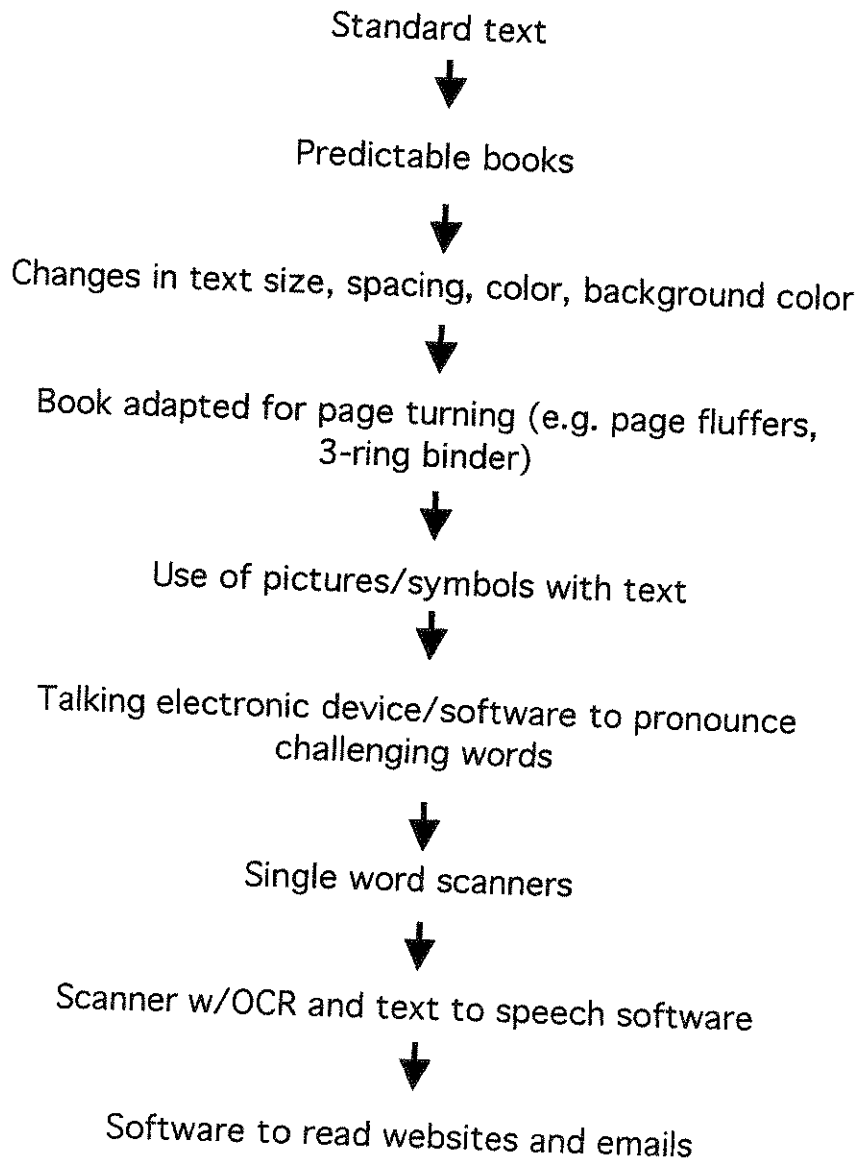 Standard text
Predictable books
Changes in text size, spacing, color, background color
Book adapted for page turning (e.g. page fluffers,
3-ring binder)
Use of pictures/symbols with text
Talking electronic device/software to pronounce
challenging words
Single word scanners
Scanner w/OCR and text to speech software
Software to read websites and emails